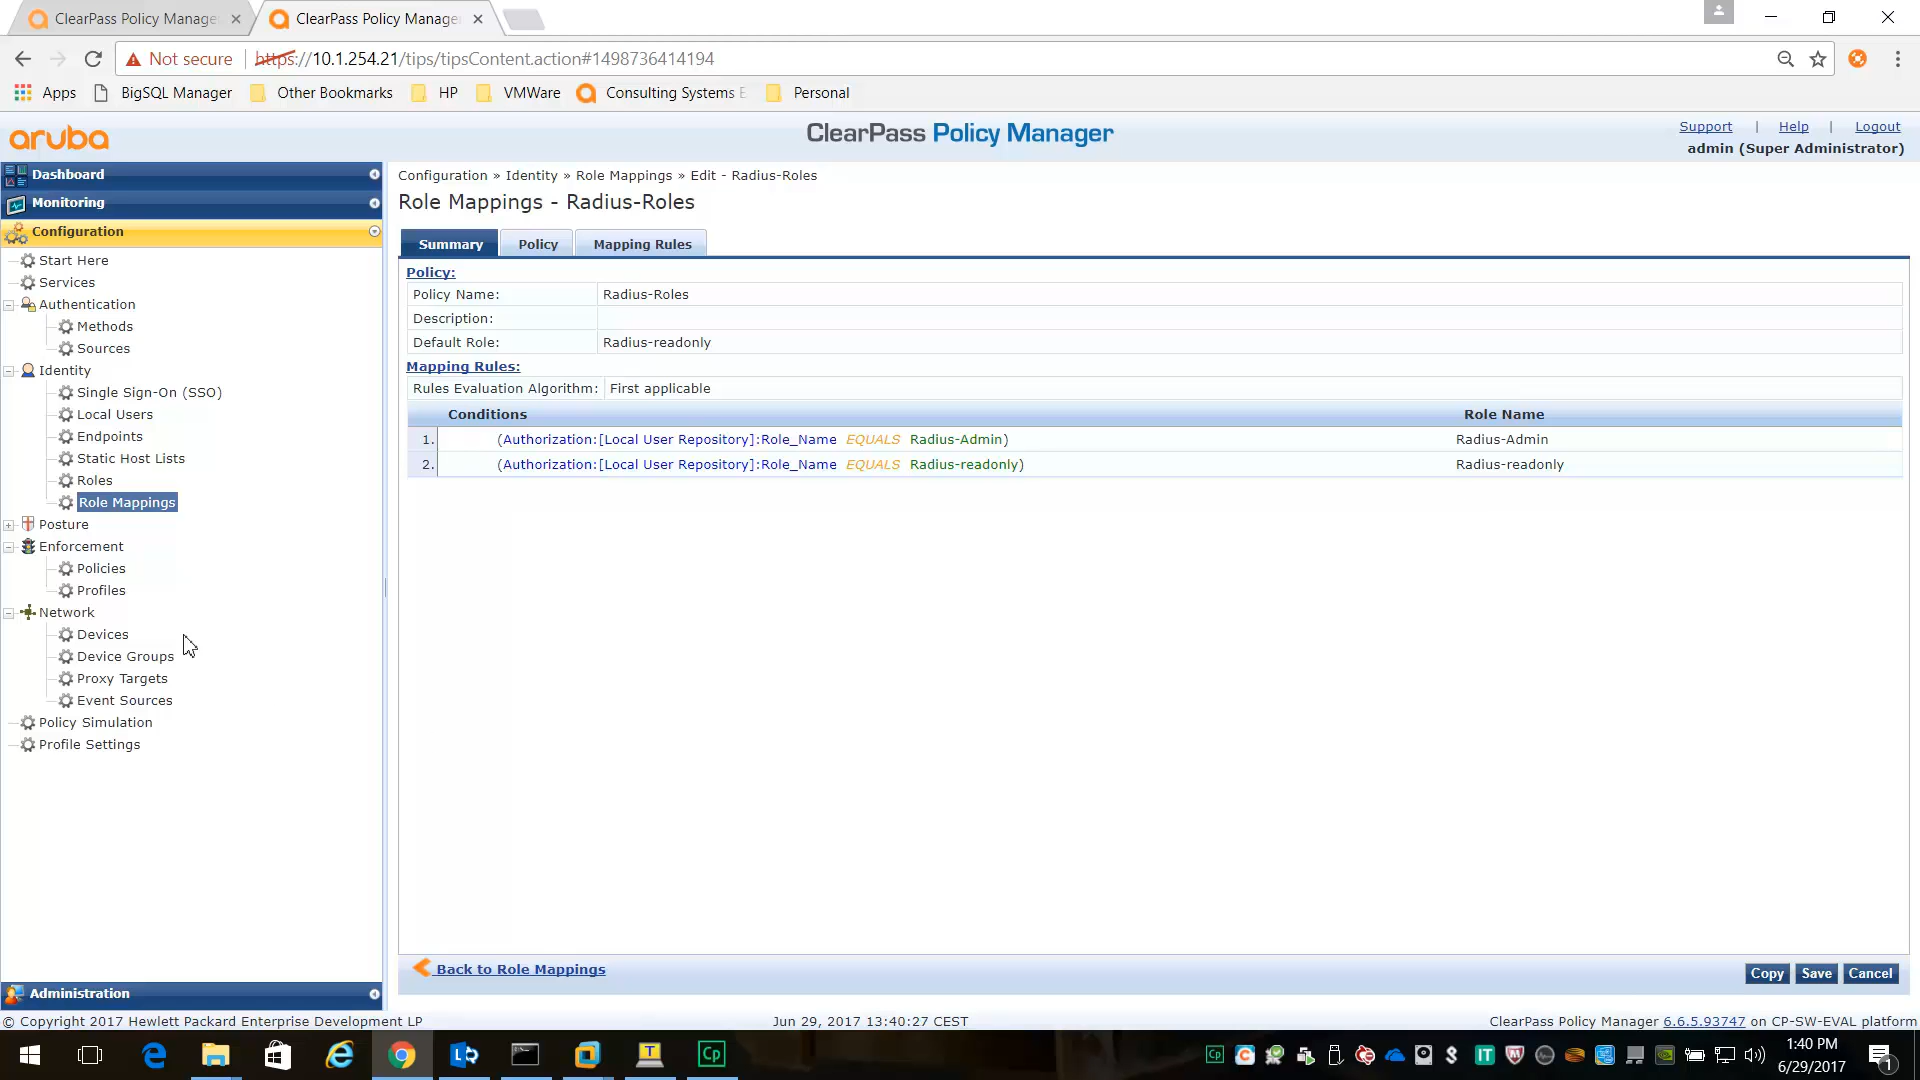 ClearPass Policy Manage
ClearPass Policy Manage
Not secure
https://10.1.254.21/tips/tipsContent.action#1498736414194
Apps
BigSQL Manager
Other Bookmarks
HP
VMWare
Consulting Systems E
Personal
aruba
ClearPass Policy Manager
Support | Help | Logout
admin (Super Administrator)
Dashboard
Monitoring
Configuration
Start Here
Services
Authentication
Methods
Sources
Identity
Single Sign-On (SSO)
Local Users
Endpoints
Static Host Lists
Roles
Role Mappings
Posture
Enforcement
Policies
Profiles
Network
Devices
Device Groups
Proxy Targets
Event Sources
Policy Simulation
Profile Settings
Administration
Configuration » Identity » Role Mappings » Edit - Radius-Roles
Role Mappings - Radius-Roles
Summary
Policy
Mapping Rules
Policy:
Policy Name: Radius-Roles
Description:
Default Role: Radius-readonly
Mapping Rules:
Rules Evaluation Algorithm: First applicable
Conditions Role Name
1. (Authorization:[Local User Repository]:Role_Name EQUALS Radius-Admin) Radius-Admin
2. (Authorization:[Local User Repository]:Role_Name EQUALS Radius-readonly) Radius-readonly
Back to Role Mappings
Copy
Save
Cancel
© Copyright 2017 Hewlett Packard Enterprise Development LP
Jun 29, 2017 13:40:27 CEST
ClearPass Policy Manager 6.6.5.93747 on CP-SW-EVAL platform
1:40 PM
6/29/2017
1